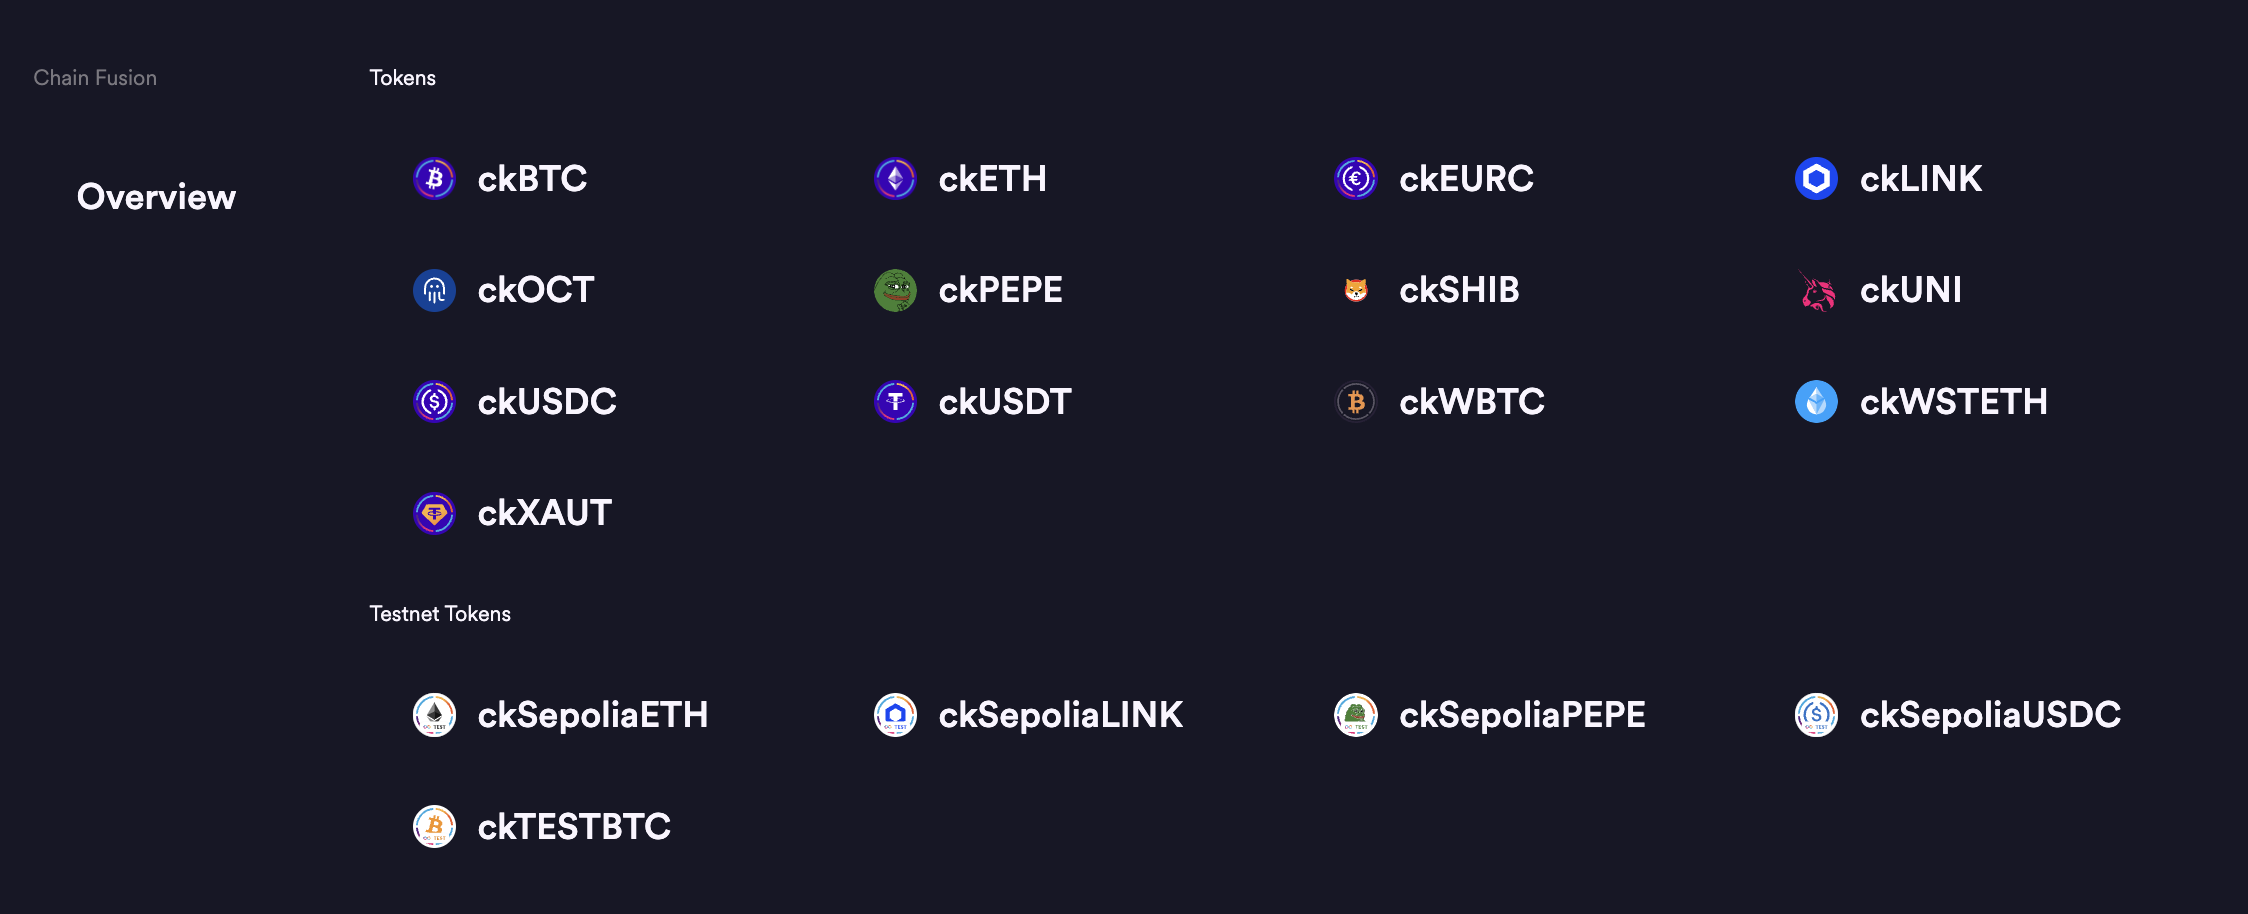 Chain Fusion
Tokens
Overview
ckBTC
ckETH
ckEURC
ckLINK
ckOCT
ckPEPE
ckSHIB
ckUNI
ckUSDC
ckUSDT
ckWBTC
ckWSTETH
ckXAUT
Testnet Tokens
ckSepoliaETH
ckSepoliaLINK
ckSepoliaPEPE
ckSepoliaUSDC
ckTESTBTC